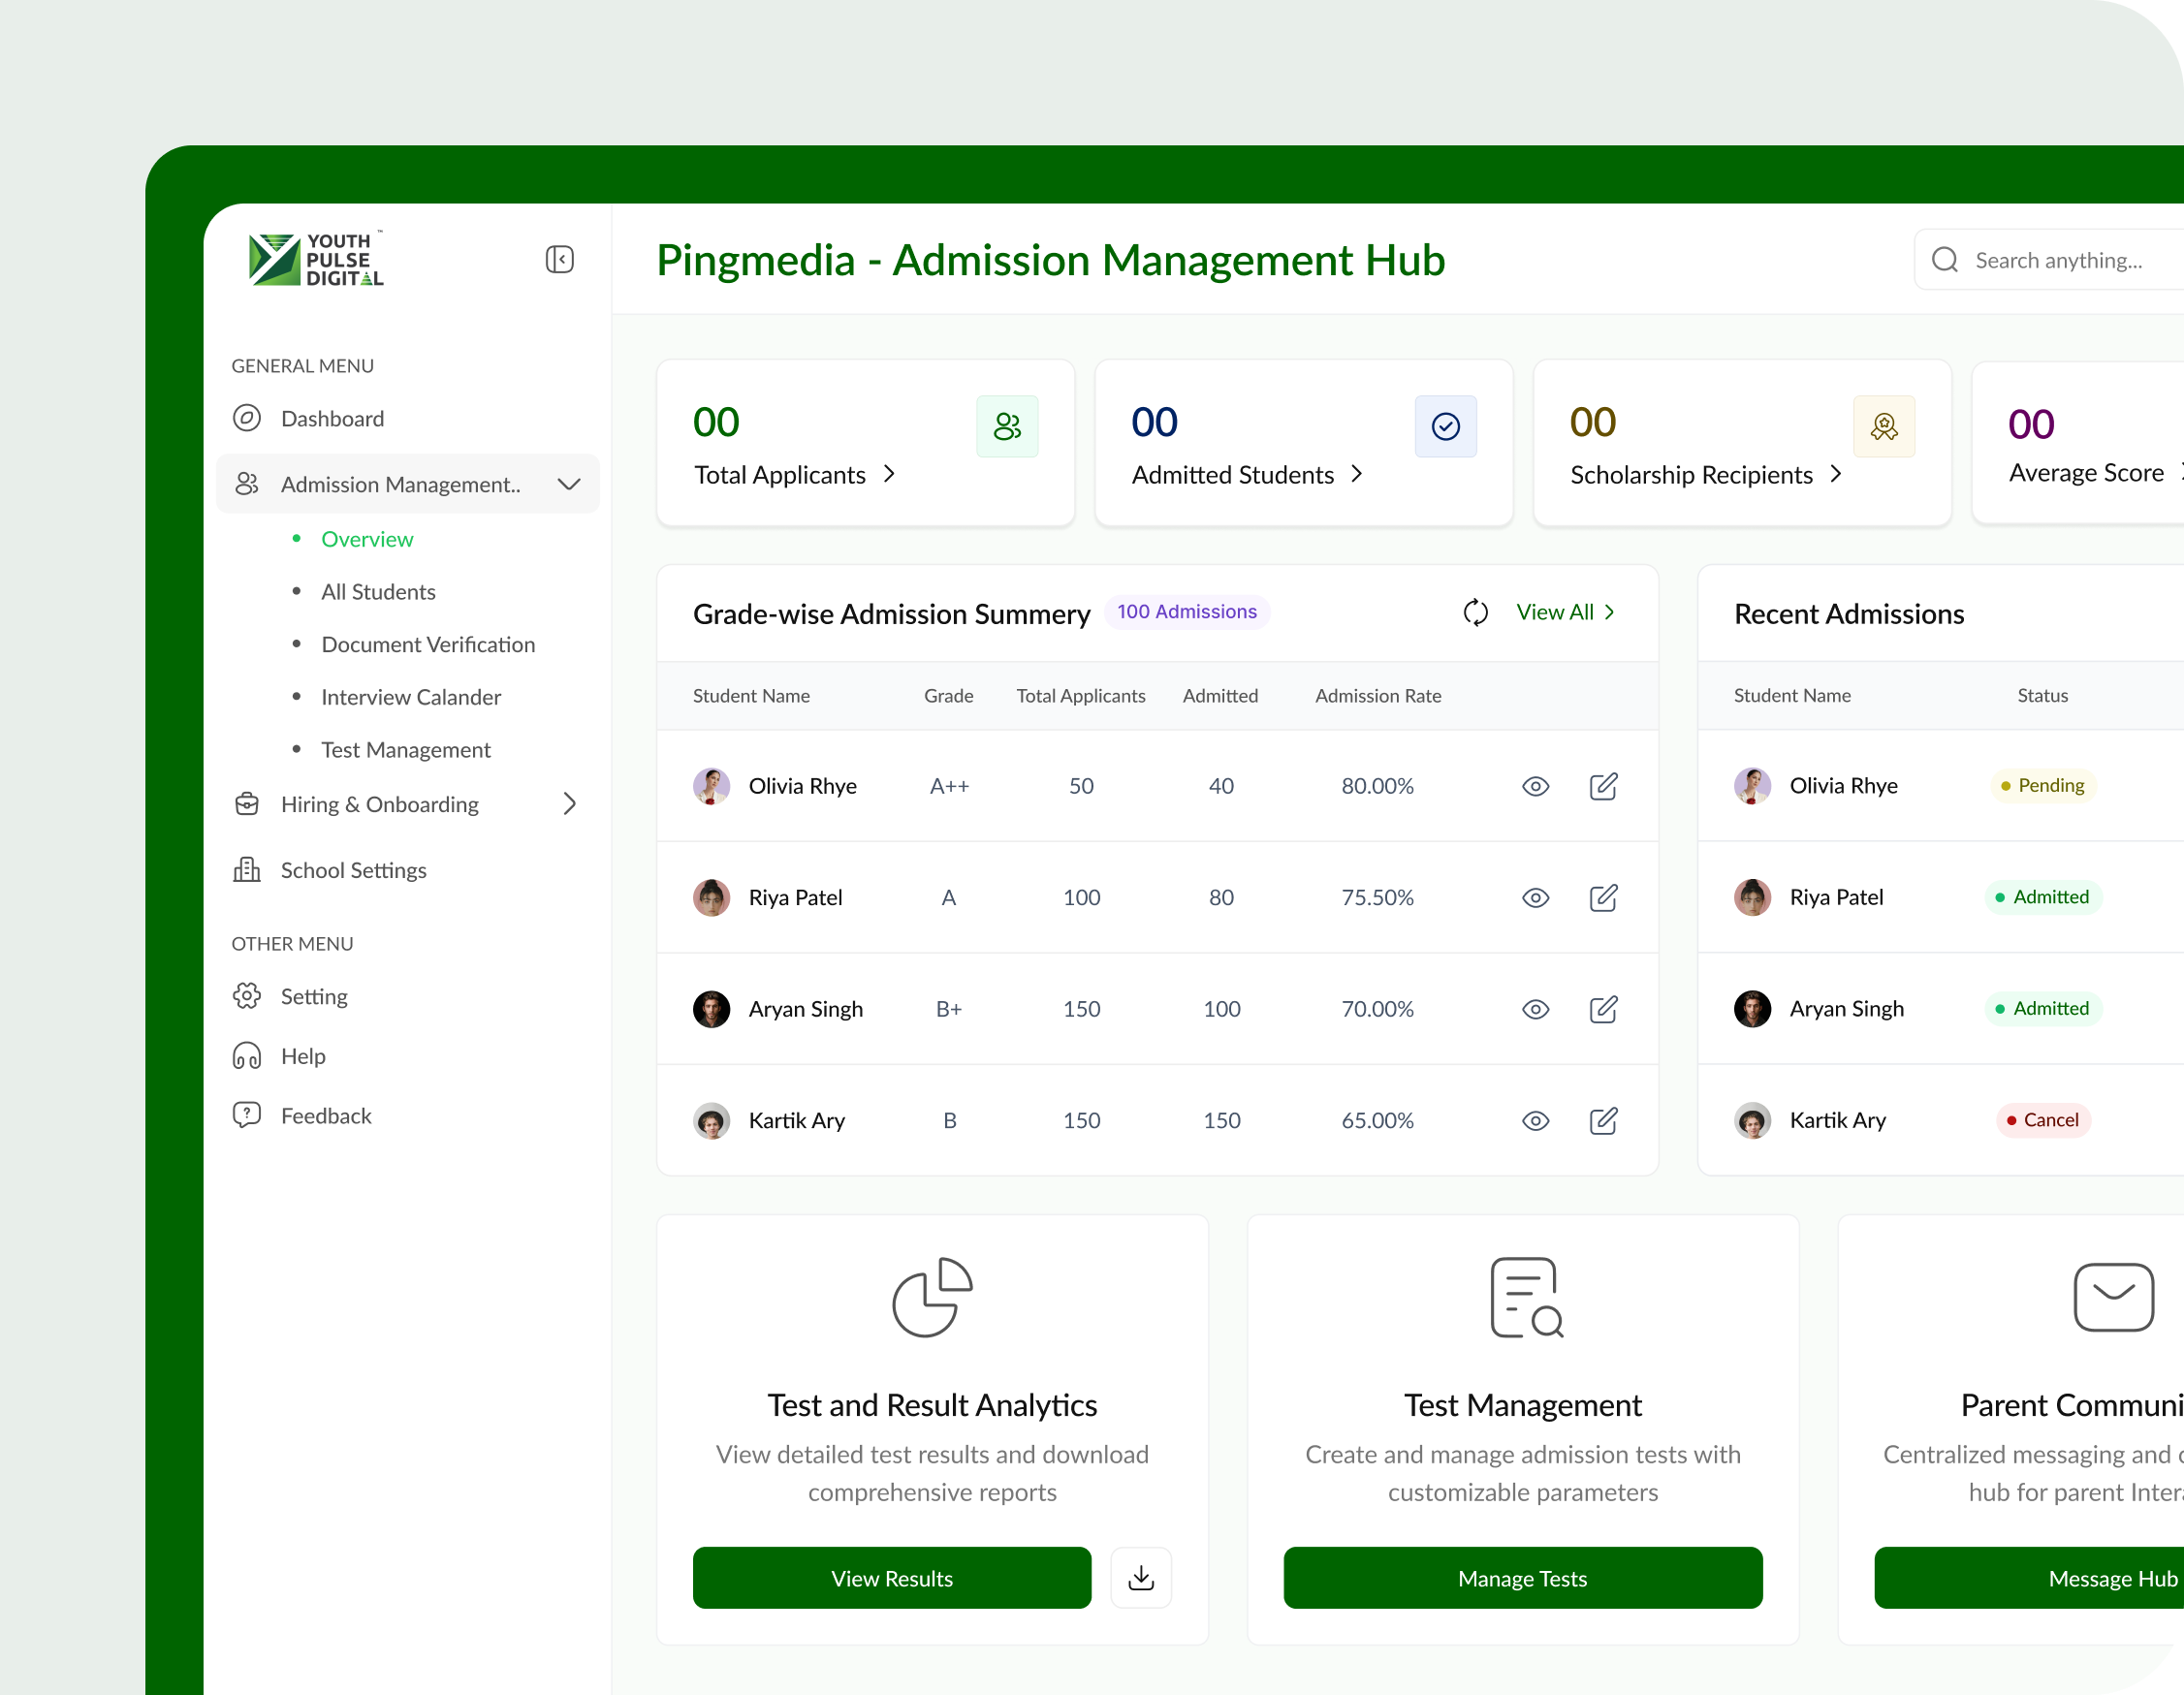 YOUTH
PULSE
DIGITAL
™
Pingmedia - Admission Management Hub
Search anything...
GENERAL MENU
Dashboard
Admission Management..
Overview
All Students
Document Verification
Interview Calander
Test Management
Hiring & Onboarding
School Settings
OTHER MENU
Setting
Help
Feedback
00
Total Applicants
00
Admitted Students
00
Scholarship Recipients
00
Average Score
Grade-wise Admission Summery 100 Admissions View All
Student Name Grade Total Applicants Admitted Admission Rate
Olivia Rhye A++ 50 40 80.00%
Riya Patel A 100 80 75.50%
Aryan Singh B+ 150 100 70.00%
Kartik Ary B 150 150 65.00%
Recent Admissions
Student Name Status
Olivia Rhye Pending
Riya Patel Admitted
Aryan Singh Admitted
Kartik Ary Cancel
Test and Result Analytics
View detailed test results and download
comprehensive reports
View Results
Test Management
Create and manage admission tests with
customizable parameters
Manage Tests
Parent Communi
Centralized messaging and
hub for parent Inter
Message Hub